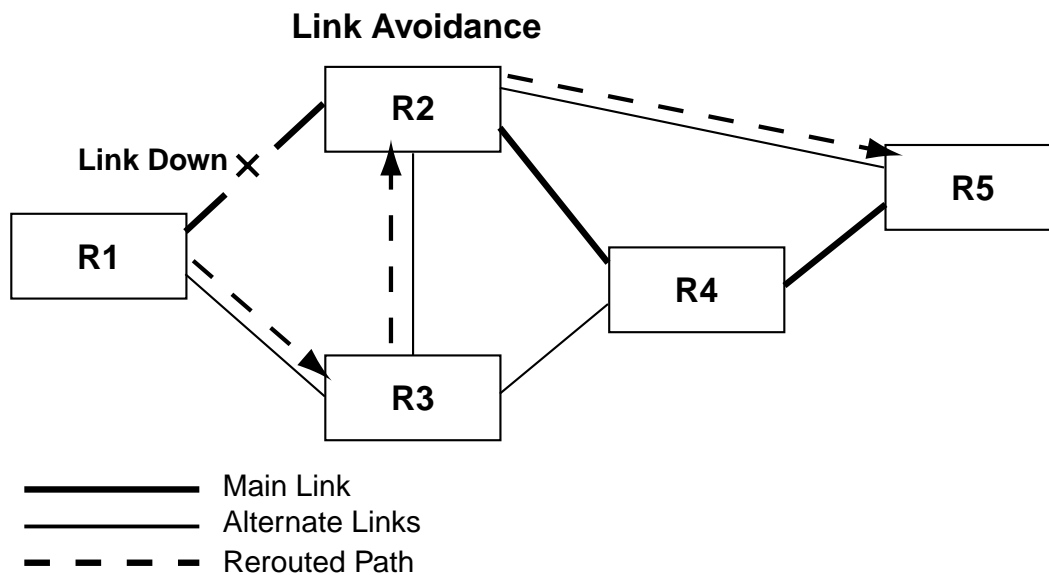 Link Avoidance
R2
Link Down
R5
R1
R4
R3
Main Link
Alternate Links
Rerouted Path